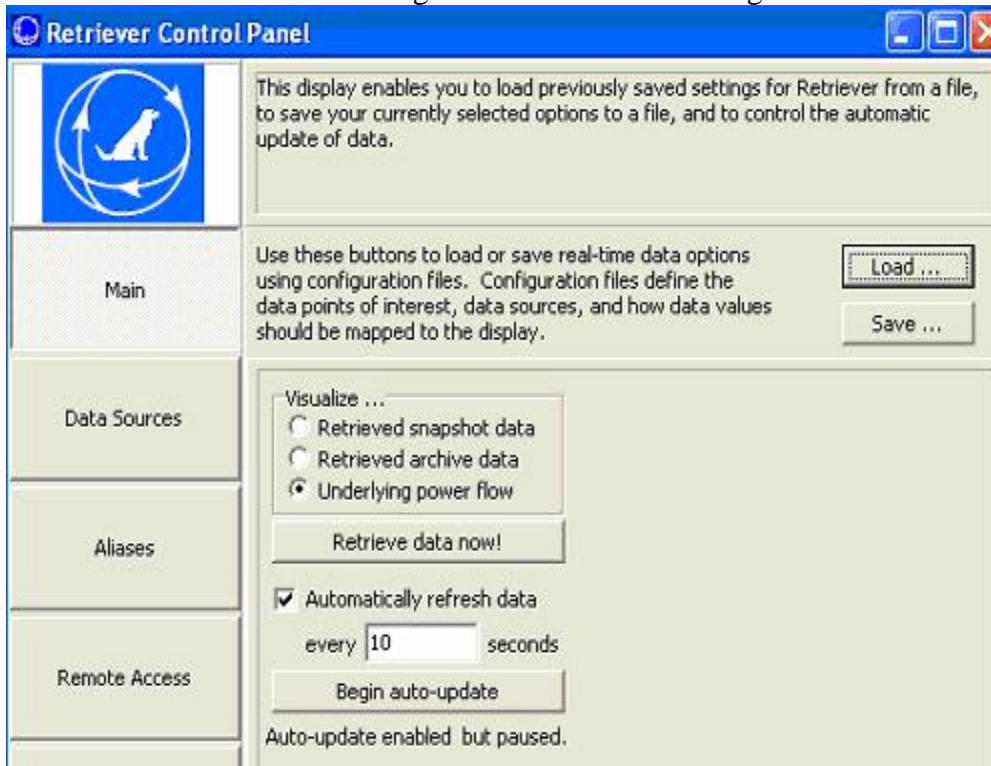 Retriever Control Panel
This display enables you to load previously saved settings for Retriever from a file,
to save your currently selected options to a file, and to control the automatic
update of data.
Main
Use these buttons to load or save real-time data options
using configuration files. Configuration files define the
data points of interest, data sources, and how data values
should be mapped to the display.
Load ...
Save ...
Data Sources
Visualize ...
Retrieved snapshot data
Retrieved archive data
Underlying power flow
Retrieve data now!
Aliases
Automatically refresh data
every 10 seconds
Remote Access
Begin auto-update
Auto-update enabled but paused.